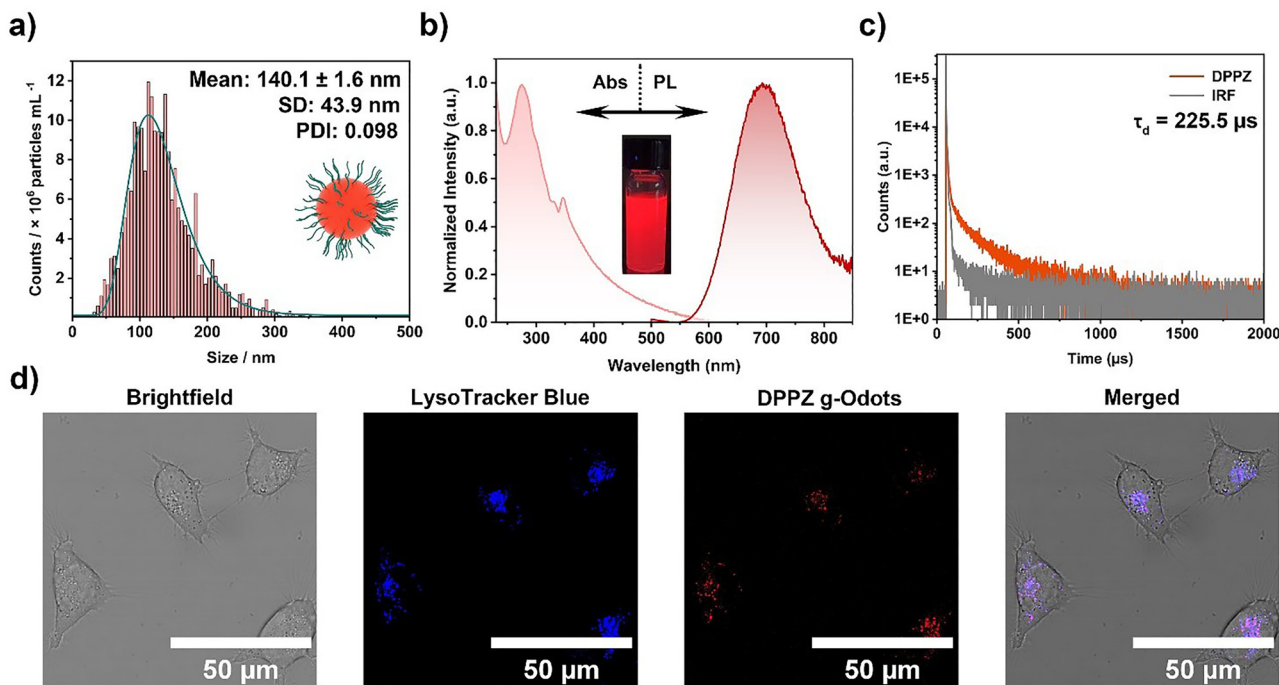 a)
Mean: 140.1 ± 1.6 nm
SD: 43.9 nm
PDI: 0.098
12
10
8
6
4
2
Counts / × 10⁶ particles mL⁻¹
0 100 200 300 400 500
Size / nm
b)
Abs PL
1.0
0.8
0.6
0.4
0.2
0.0
Normalized Intensity (a.u.)
300 400 500 600 700 800
Wavelength (nm)
c)
DPPZ
IRF
τd = 225.5 µs
1E+5
1E+4
1E+3
1E+2
1E+1
1E+0
Counts (a.u.)
0 500 1000 1500 2000
Time (µs)
d)
Brightfield
LysoTracker Blue
DPPZ g-Odots
Merged
50 µm
50 µm
50 µm
50 µm